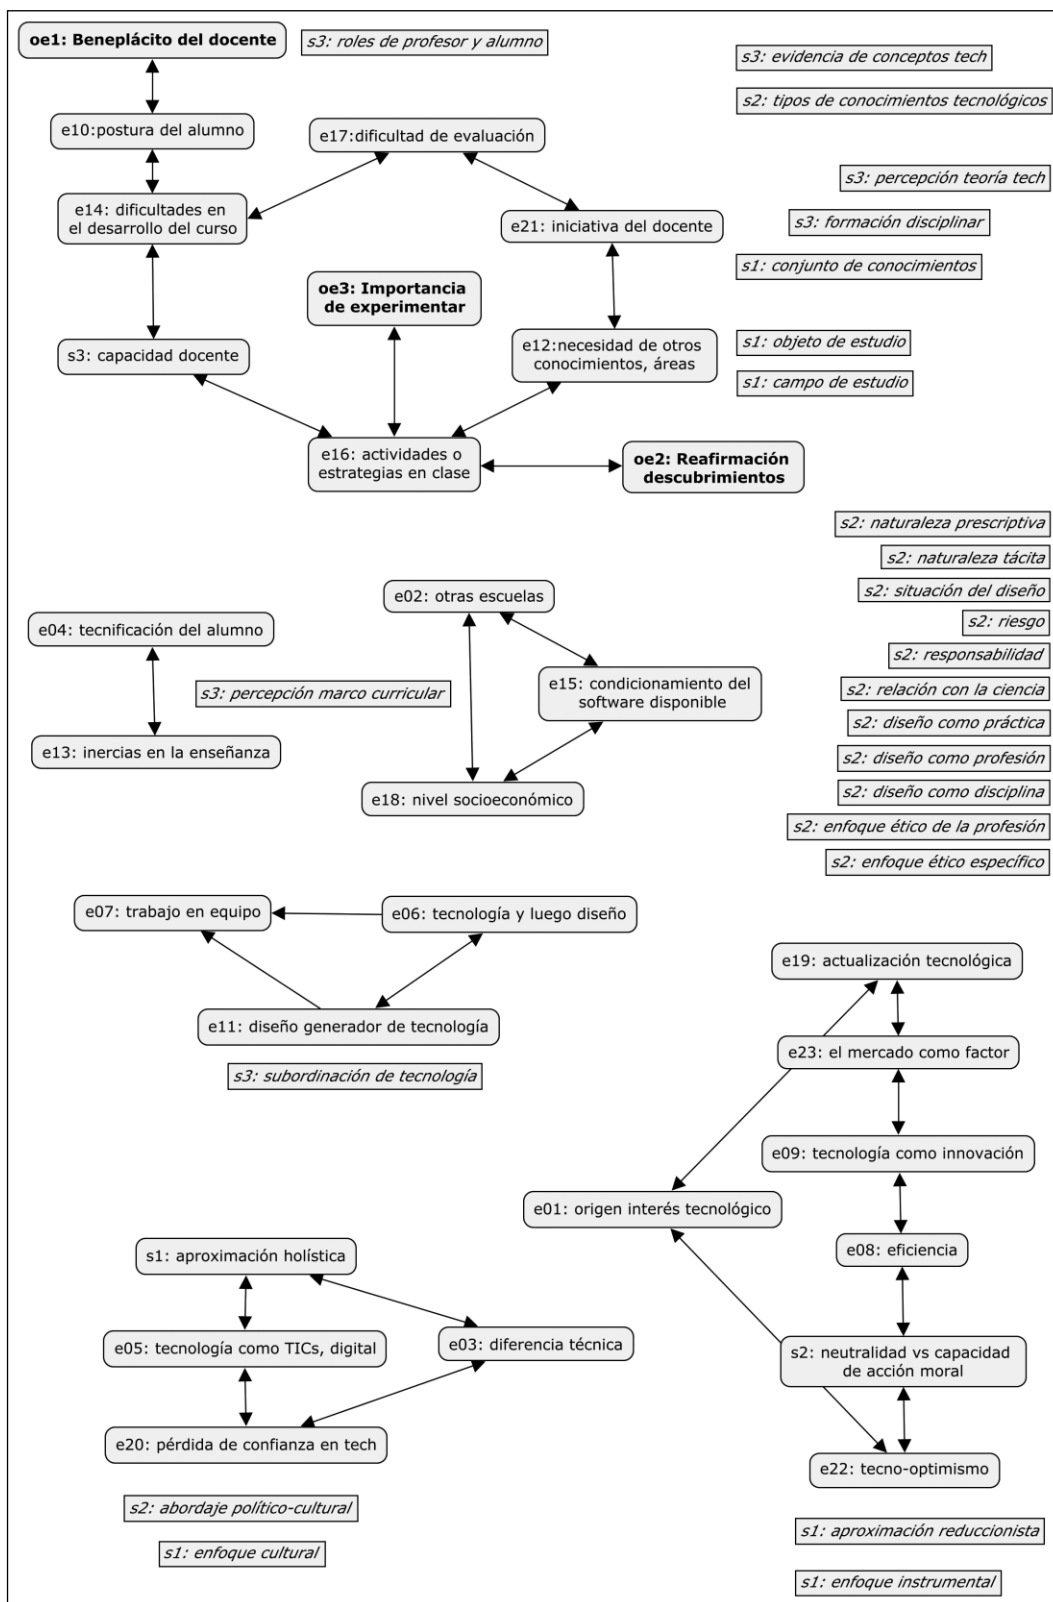 oe1: Beneplácito del docente
s3: roles de profesor y alumno
s3: evidencia de conceptos tech
s2: tipos de conocimientos tecnológicos
e10:postura del alumno
e17:dificultad de evaluación
s3: percepción teoría tech
e14: dificultades en
el desarrollo del curso
e21: iniciativa del docente
s3: formación disciplinar
s1: conjunto de conocimientos
oe3: Importancia
de experimentar
s3: capacidad docente
e12:necesidad de otros
conocimientos, áreas
s1: objeto de estudio
s1: campo de estudio
e16: actividades o
estrategias en clase
oe2: Reafirmación
descubrimientos
s2: naturaleza prescriptiva
s2: naturaleza tácita
s2: situación del diseño
s2: riesgo
s2: responsabilidad
s2: relación con la ciencia
s2: diseño como práctica
s2: diseño como profesión
s2: diseño como disciplina
s2: enfoque ético de la profesión
s2: enfoque ético específico
e02: otras escuelas
e04: tecnificación del alumno
s3: percepción marco curricular
e15: condicionamiento del
software disponible
e13: inercias en la enseñanza
e18: nivel socioeconómico
e07: trabajo en equipo
e06: tecnología y luego diseño
e11: diseño generador de tecnología
s3: subordinación de tecnología
e19: actualización tecnológica
e23: el mercado como factor
e09: tecnología como innovación
e01: origen interés tecnológico
e08: eficiencia
s2: neutralidad vs capacidad
de acción moral
e22: tecno-optimismo
s1: aproximación holística
e05: tecnología como TICs, digital
e03: diferencia técnica
e20: pérdida de confianza en tech
s2: abordaje político-cultural
s1: enfoque cultural
s1: aproximación reduccionista
s1: enfoque instrumental